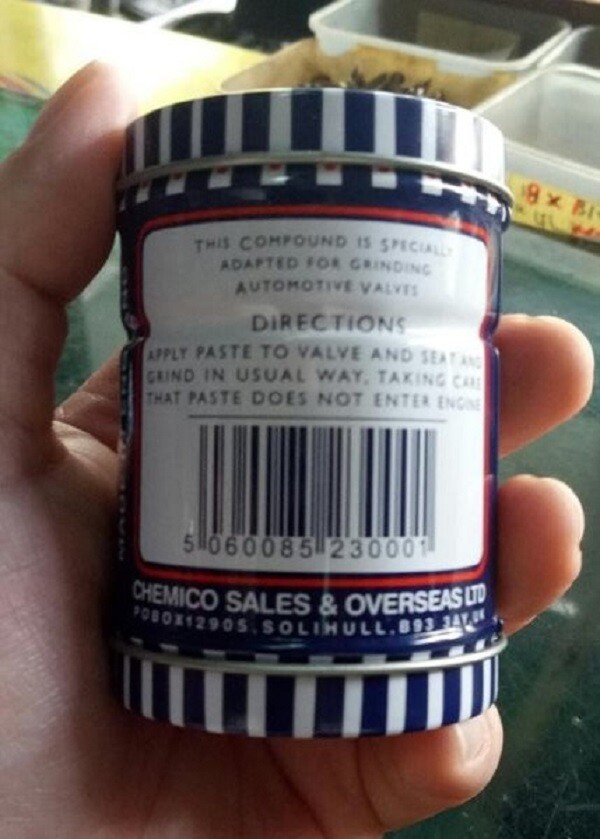 THIS COMPOUND IS SPECIALLY
ADAPTED FOR GRINDING
AUTOMOTIVE VALVES
DIRECTIONS
APPLY PASTE TO VALVE AND SEAT AND
GRIND IN USUAL WAY, TAKING CARE
THAT PASTE DOES NOT ENTER ENGINE
5 060085 230001
CHEMICO SALES & OVERSEAS LTD
POBOX12905, SOLIHULL, B93 UK